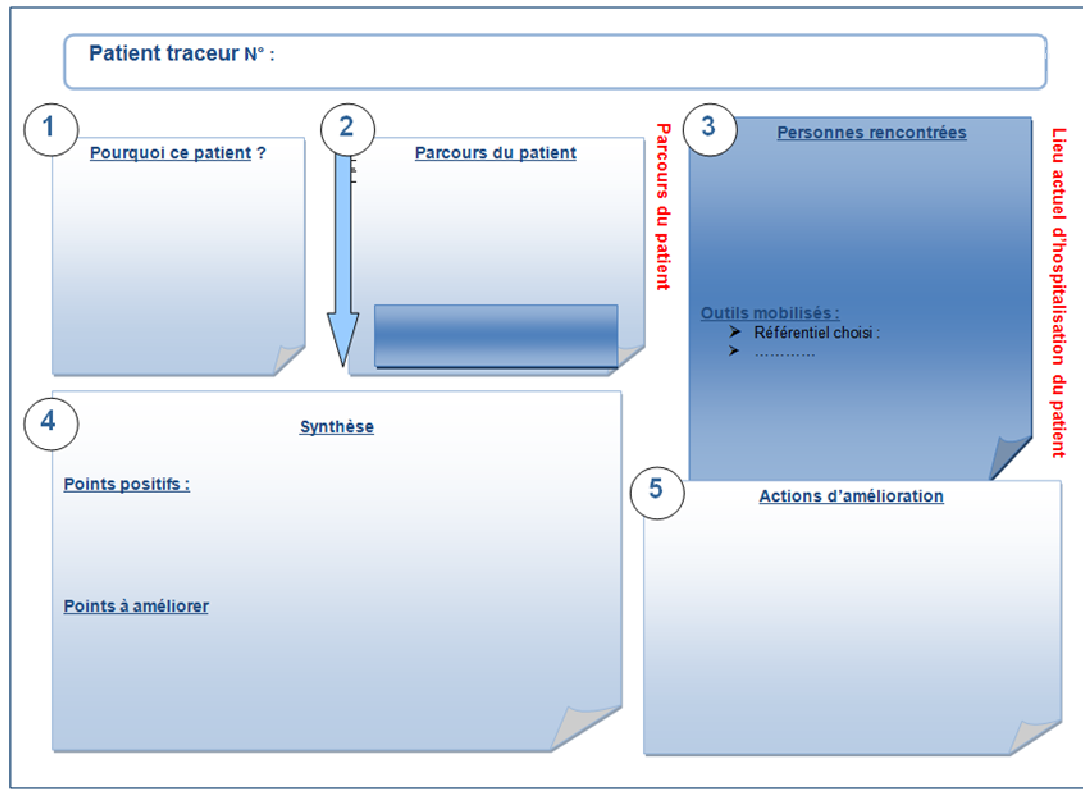 Patient traceur N° :
1
Pourquoi ce patient ?
2
Parcours du patient
Parcours du patient
3
Personnes rencontrées
Outils mobilisés :
➤ Référentiel choisi :
➤ …………
Lieu actuel d'hospitalisation du patient
4
Synthèse
Points positifs :
Points à améliorer
5
Actions d'amélioration